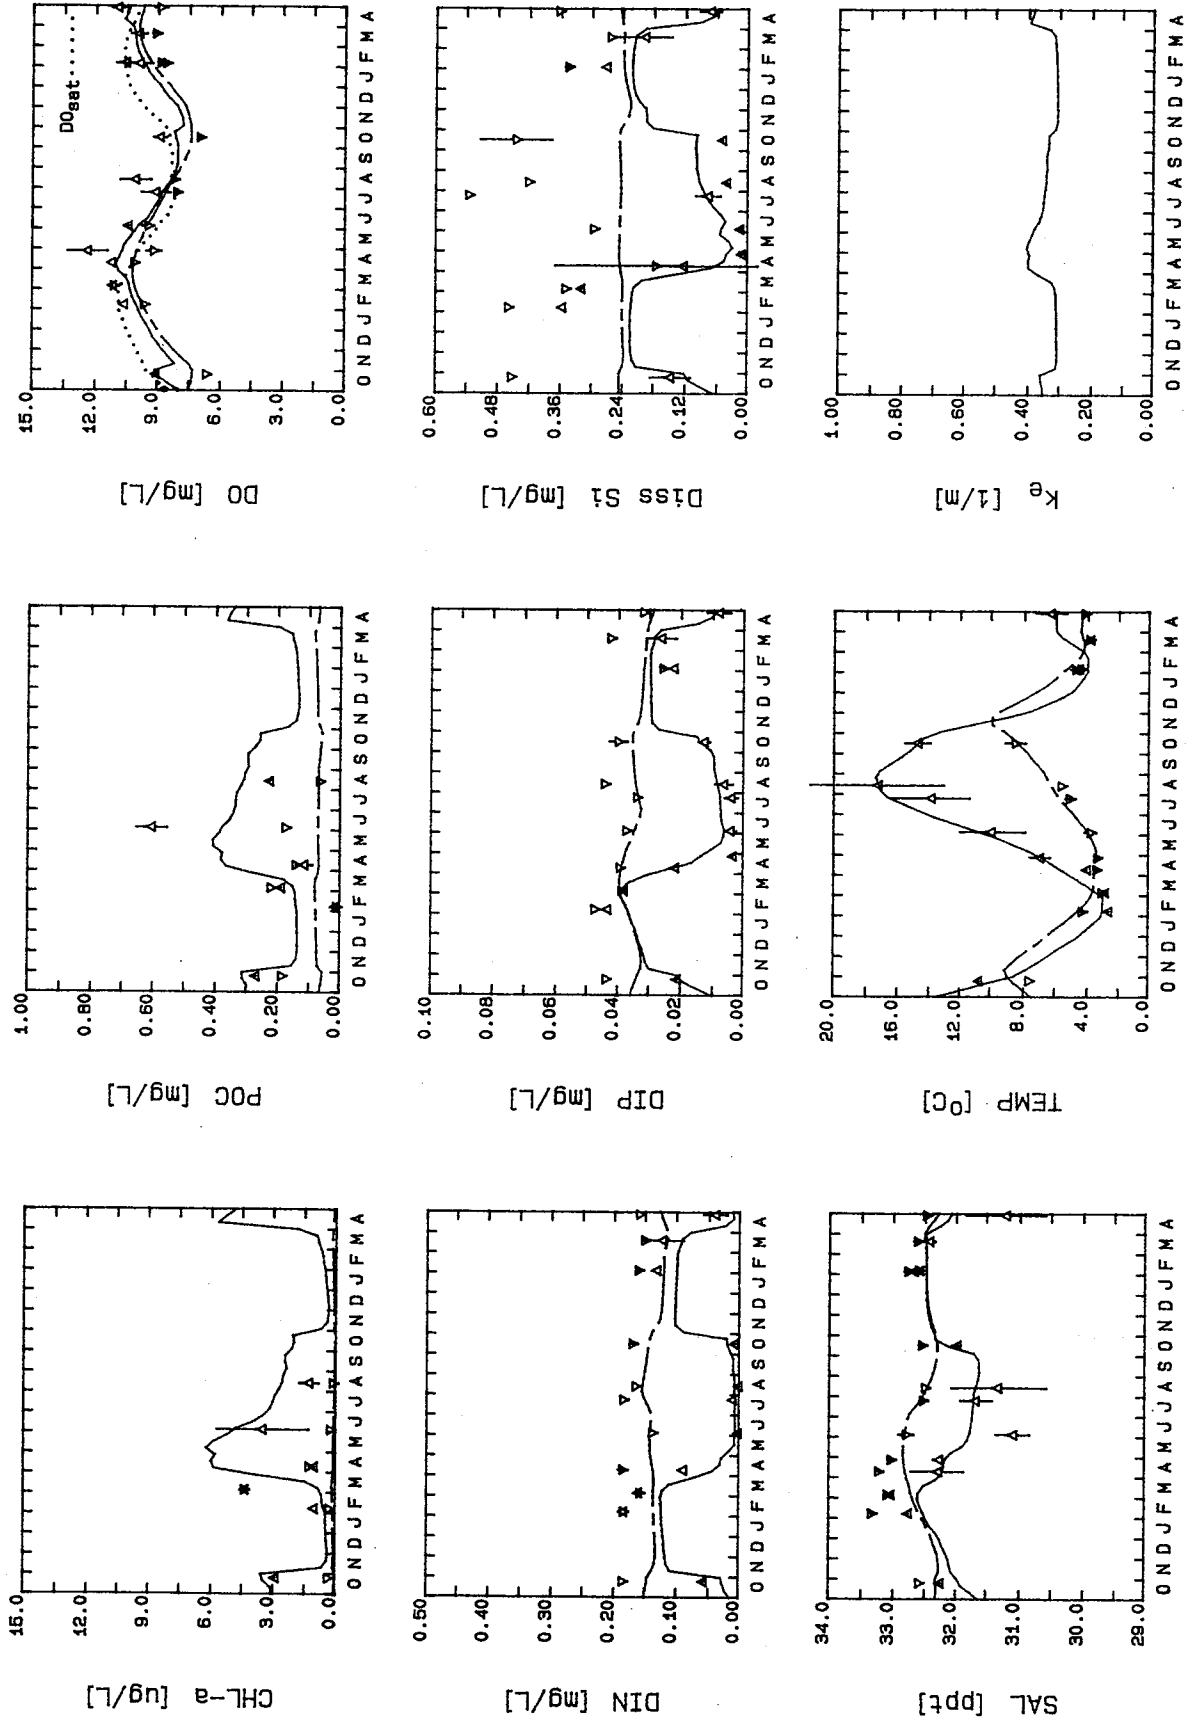 CHL-a [ug/L]
15.0
12.0
9.0
6.0
3.0
0.0
O N D J F M A M J J A S O N D J F M A
POC [mg/L]
1.00
0.80
0.60
0.40
0.20
0.00
O N D J F M A M J J A S O N D J F M A
DO [mg/L]
15.0
12.0
9.0
6.0
3.0
0.0
DOsat ......
O N D J F M A M J J A S O N D J F M A
DIN [mg/L]
0.50
0.40
0.30
0.20
0.10
0.00
O N D J F M A M J J A S O N D J F M A
DIP [mg/L]
0.10
0.08
0.06
0.04
0.02
0.00
O N D J F M A M J J A S O N D J F M A
Diss Si [mg/L]
0.60
0.48
0.36
0.24
0.12
0.00
O N D J F M A M J J A S O N D J F M A
SAL [ppt]
34.0
33.0
32.0
31.0
30.0
29.0
O N D J F M A M J J A S O N D J F M A
TEMP [°C]
20.0
16.0
12.0
8.0
4.0
0.0
O N D J F M A M J J A S O N D J F M A
Ke [1/m]
1.00
0.80
0.60
0.40
0.20
0.00
O N D J F M A M J J A S O N D J F M A